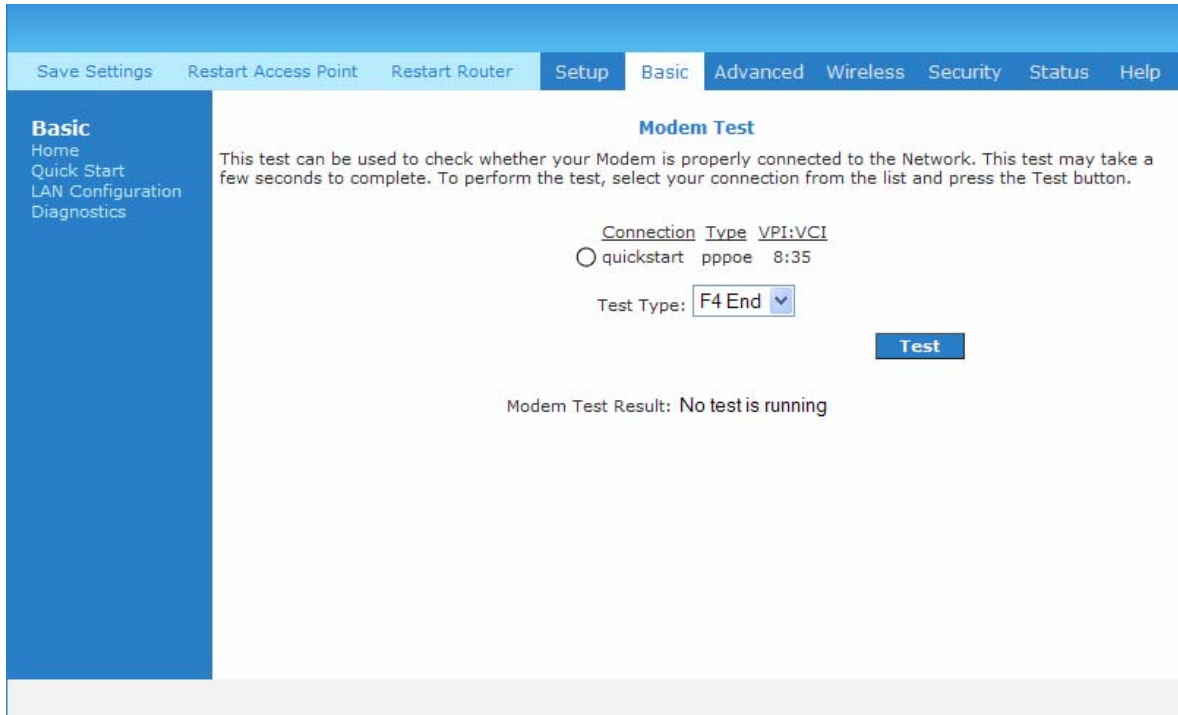 Save Settings Restart Access Point Restart Router Setup Basic Advanced Wireless Security Status Help
Basic
Home
Quick Start
LAN Configuration
Diagnostics
Modem Test
This test can be used to check whether your Modem is properly connected to the Network. This test may take a
few seconds to complete. To perform the test, select your connection from the list and press the Test button.
Connection Type VPI:VCI
quickstart pppoe 8:35
Test Type: F4 End
Test
Modem Test Result: No test is running